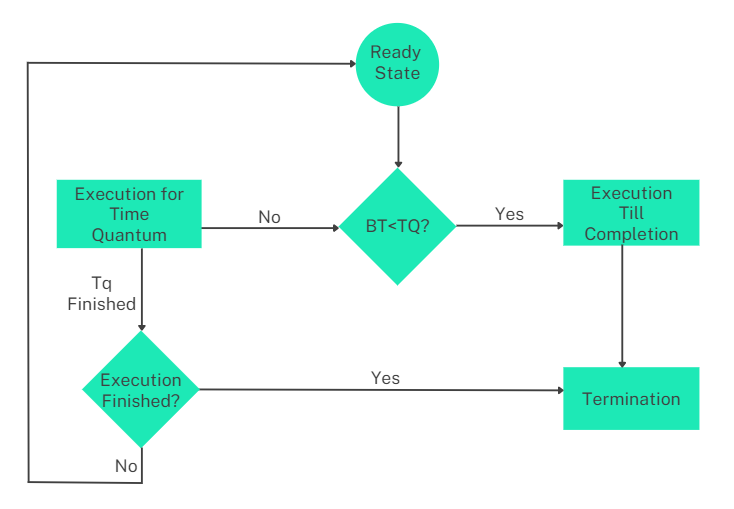 Ready
State
Execution for
Time
Quantum
No
BT<TQ?
Yes
Execution
Till
Completion
Tq
Finished
Execution
Finished?
Yes
Termination
No